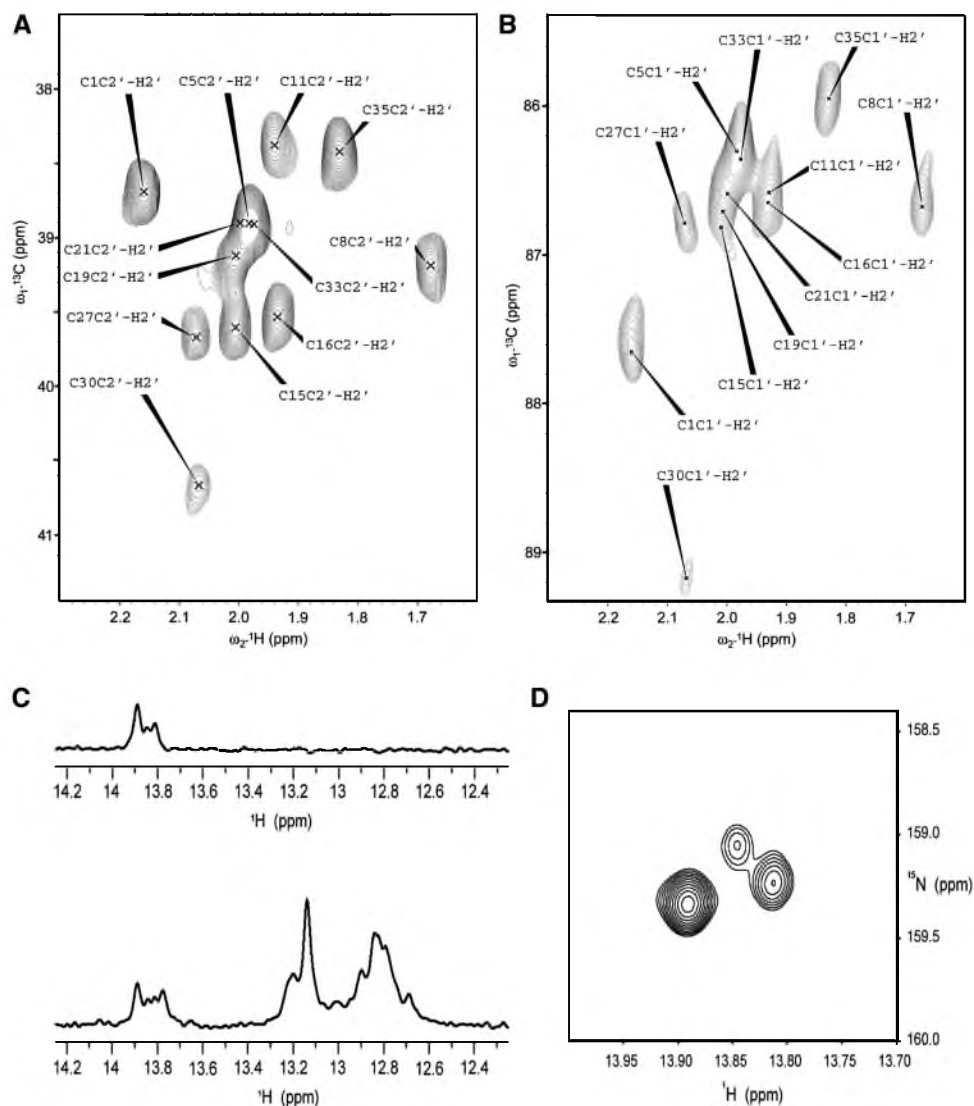 A
C1C2'-H2'
C5C2'-H2'
C11C2'-H2'
C35C2'-H2'
C21C2'-H2'
C19C2'-H2'
C8C2'-H2'
C33C2'-H2'
C27C2'-H2'
C16C2'-H2'
C15C2'-H2'
C30C2'-H2'
38
39
40
41
ω1-13C (ppm)
2.2 2.1 2.0 1.9 1.8 1.7
ω2-1H (ppm)
B
C33C1'-H2'
C35C1'-H2'
C5C1'-H2'
C8C1'-H2'
C27C1'-H2'
C11C1'-H2'
C16C1'-H2'
C21C1'-H2'
C19C1'-H2'
C15C1'-H2'
C1C1'-H2'
C30C1'-H2'
86
87
88
89
ω1-13C (ppm)
2.2 2.1 2.0 1.9 1.8 1.7
ω2-1H (ppm)
C
14.2 14 13.8 13.6 13.4 13.2 13 12.8 12.6 12.4
1H (ppm)
14.2 14 13.8 13.6 13.4 13.2 13 12.8 12.6 12.4
1H (ppm)
D
158.5
159.0
15N (ppm)
159.5
160.0
13.95 13.90 13.85 13.80 13.75 13.70
1H (ppm)